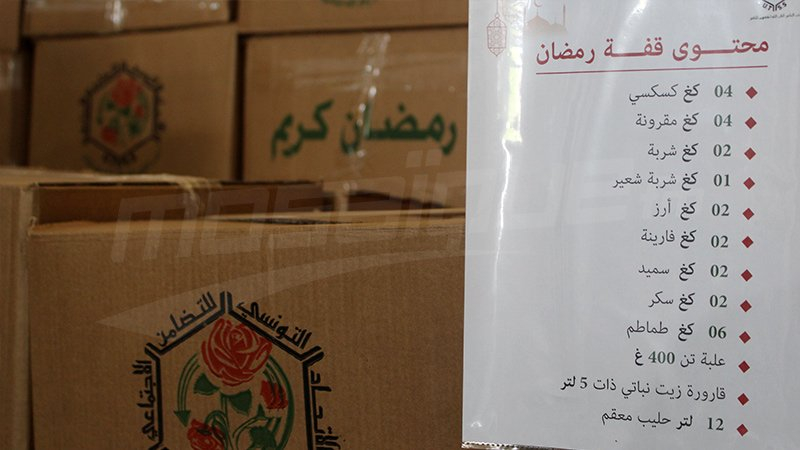 محتوى قفة رمضان
04 كغ كسكسي
04 كغ مقرونة
02 كغ شربة
01 كغ شربة شعير
02 كغ أرز
02 كغ فارينة
02 كغ سميد
02 كغ سكر
06 كغ طماطم
علبة تن 400 غ
قارورة زيت نباتي ذات 5 لتر
12 لتر حليب معقم
رمضان كريم
الاتحاد التونسي للتضامن الاجتماعي
mosaique